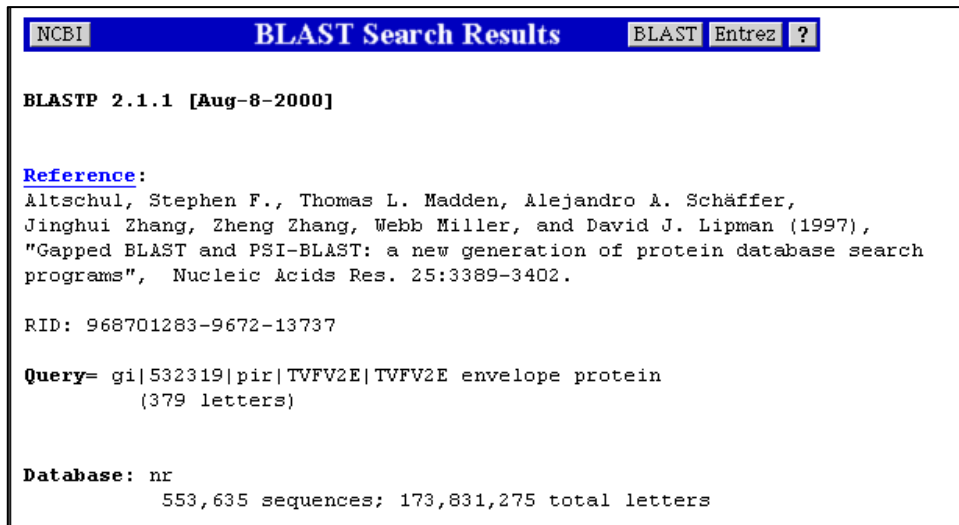 NCBI BLAST Search Results BLAST Entrez ?
BLASTP 2.1.1 [Aug-8-2000]
Reference:
Altschul, Stephen F., Thomas L. Madden, Alejandro A. Schäffer,
Jinghui Zhang, Zheng Zhang, Webb Miller, and David J. Lipman (1997),
"Gapped BLAST and PSI-BLAST: a new generation of protein database search
programs", Nucleic Acids Res. 25:3389-3402.
RID: 968701283-9672-13737
Query= gi|532319|pir|TVFV2E|TVFV2E envelope protein
(379 letters)
Database: nr
553,635 sequences; 173,831,275 total letters